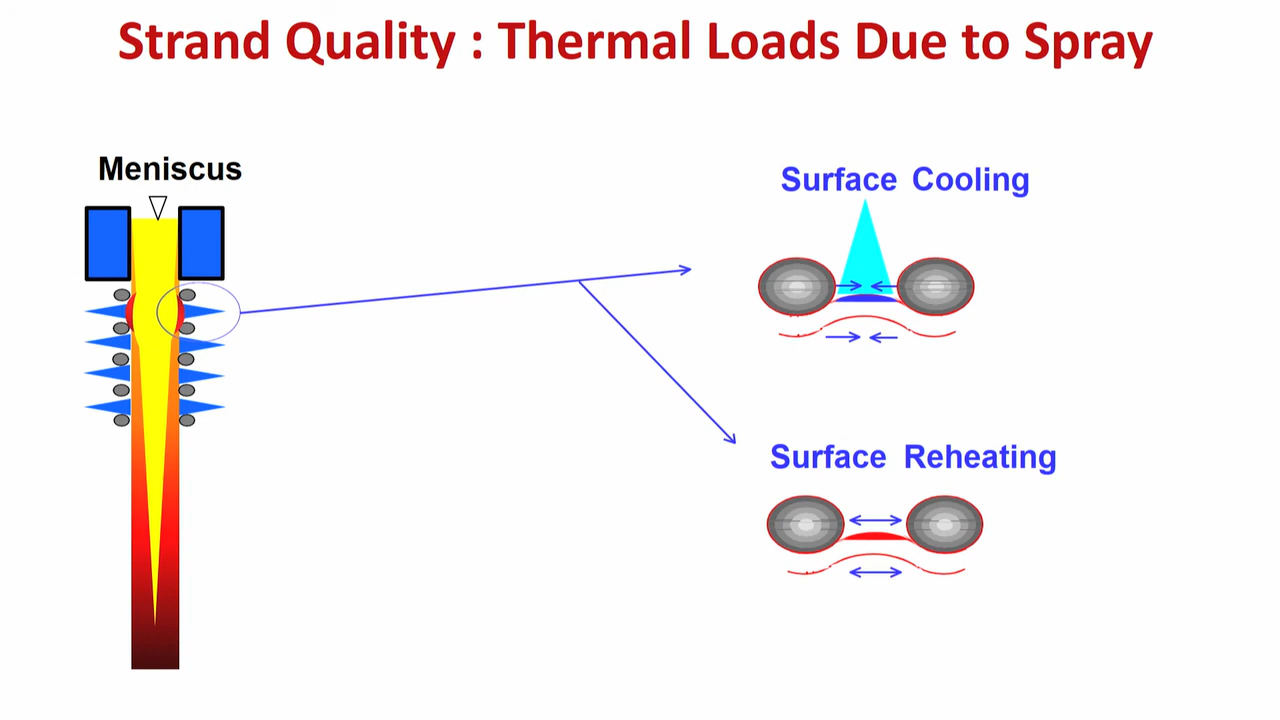 Strand Quality : Thermal Loads Due to Spray
Meniscus
Surface Cooling
Surface Reheating